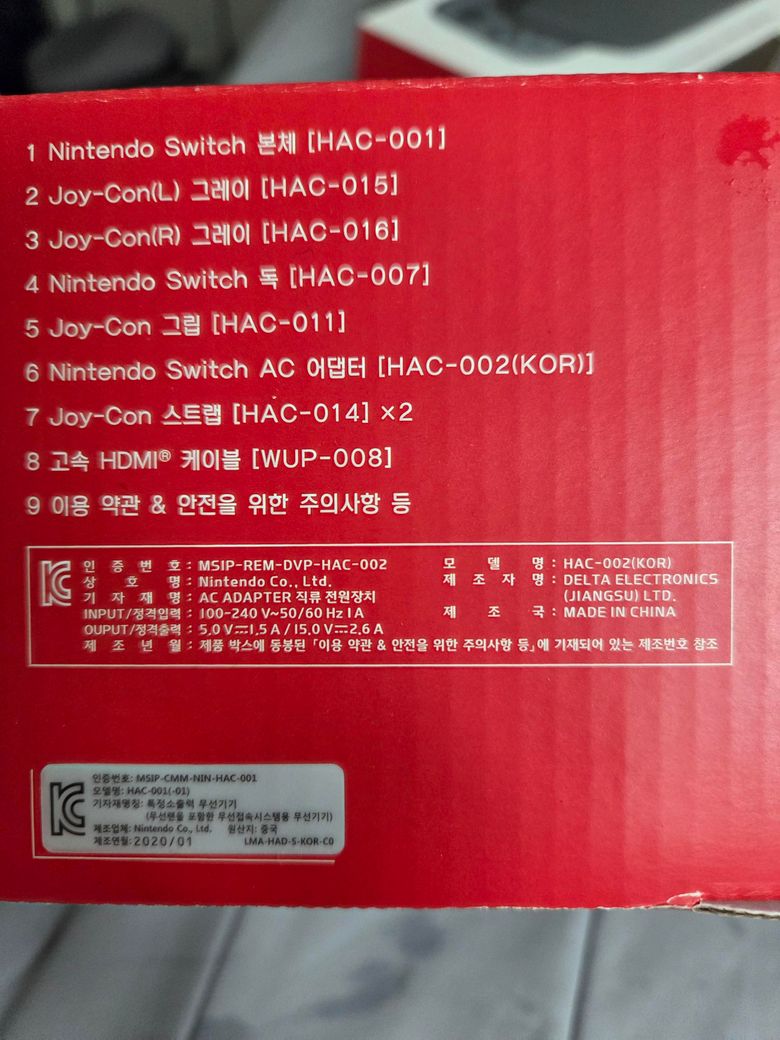 1 Nintendo Switch 본체 [HAC-001]
2 Joy-Con(L) 그레이 [HAC-015]
3 Joy-Con(R) 그레이 [HAC-016]
4 Nintendo Switch 독 [HAC-007]
5 Joy-Con 그립 [HAC-011]
6 Nintendo Switch AC 어댑터 [HAC-002(KOR)]
7 Joy-Con 스트랩 [HAC-014] ×2
8 고속 HDMI® 케이블 [WUP-008]
9 이용 약관 & 안전을 위한 주의사항 등
인증번호 : MSIP-REM-DVP-HAC-002
상호명 : Nintendo Co., Ltd.
기자재명 : AC ADAPTER 직류 전원장치
INPUT/정격입력 : 100-240 V~50/60 Hz 1A
OUPUT/정격출력 : 5.0 V⎓1.5 A / 15.0 V⎓2.6 A
제조년월 : 제품 박스에 동봉된 「이용 약관 & 안전을 위한 주의사항 등」에 기재되어 있는 제조번호 참조
모델명 : HAC-002(KOR)
제조자명 : DELTA ELECTRONICS
(JIANGSU) LTD.
제조국 : MADE IN CHINA
인증번호: MSIP-CMM-NIN-HAC-001
모델명: HAC-001(-01)
기자재명칭: 특정소출력 무선기기
(무선랜을 포함한 무선접속시스템용 무선기기)
제조업체: Nintendo Co., Ltd. 원산지: 중국
제조연월: 2020/01 LMA-HAD-S-KOR-C0